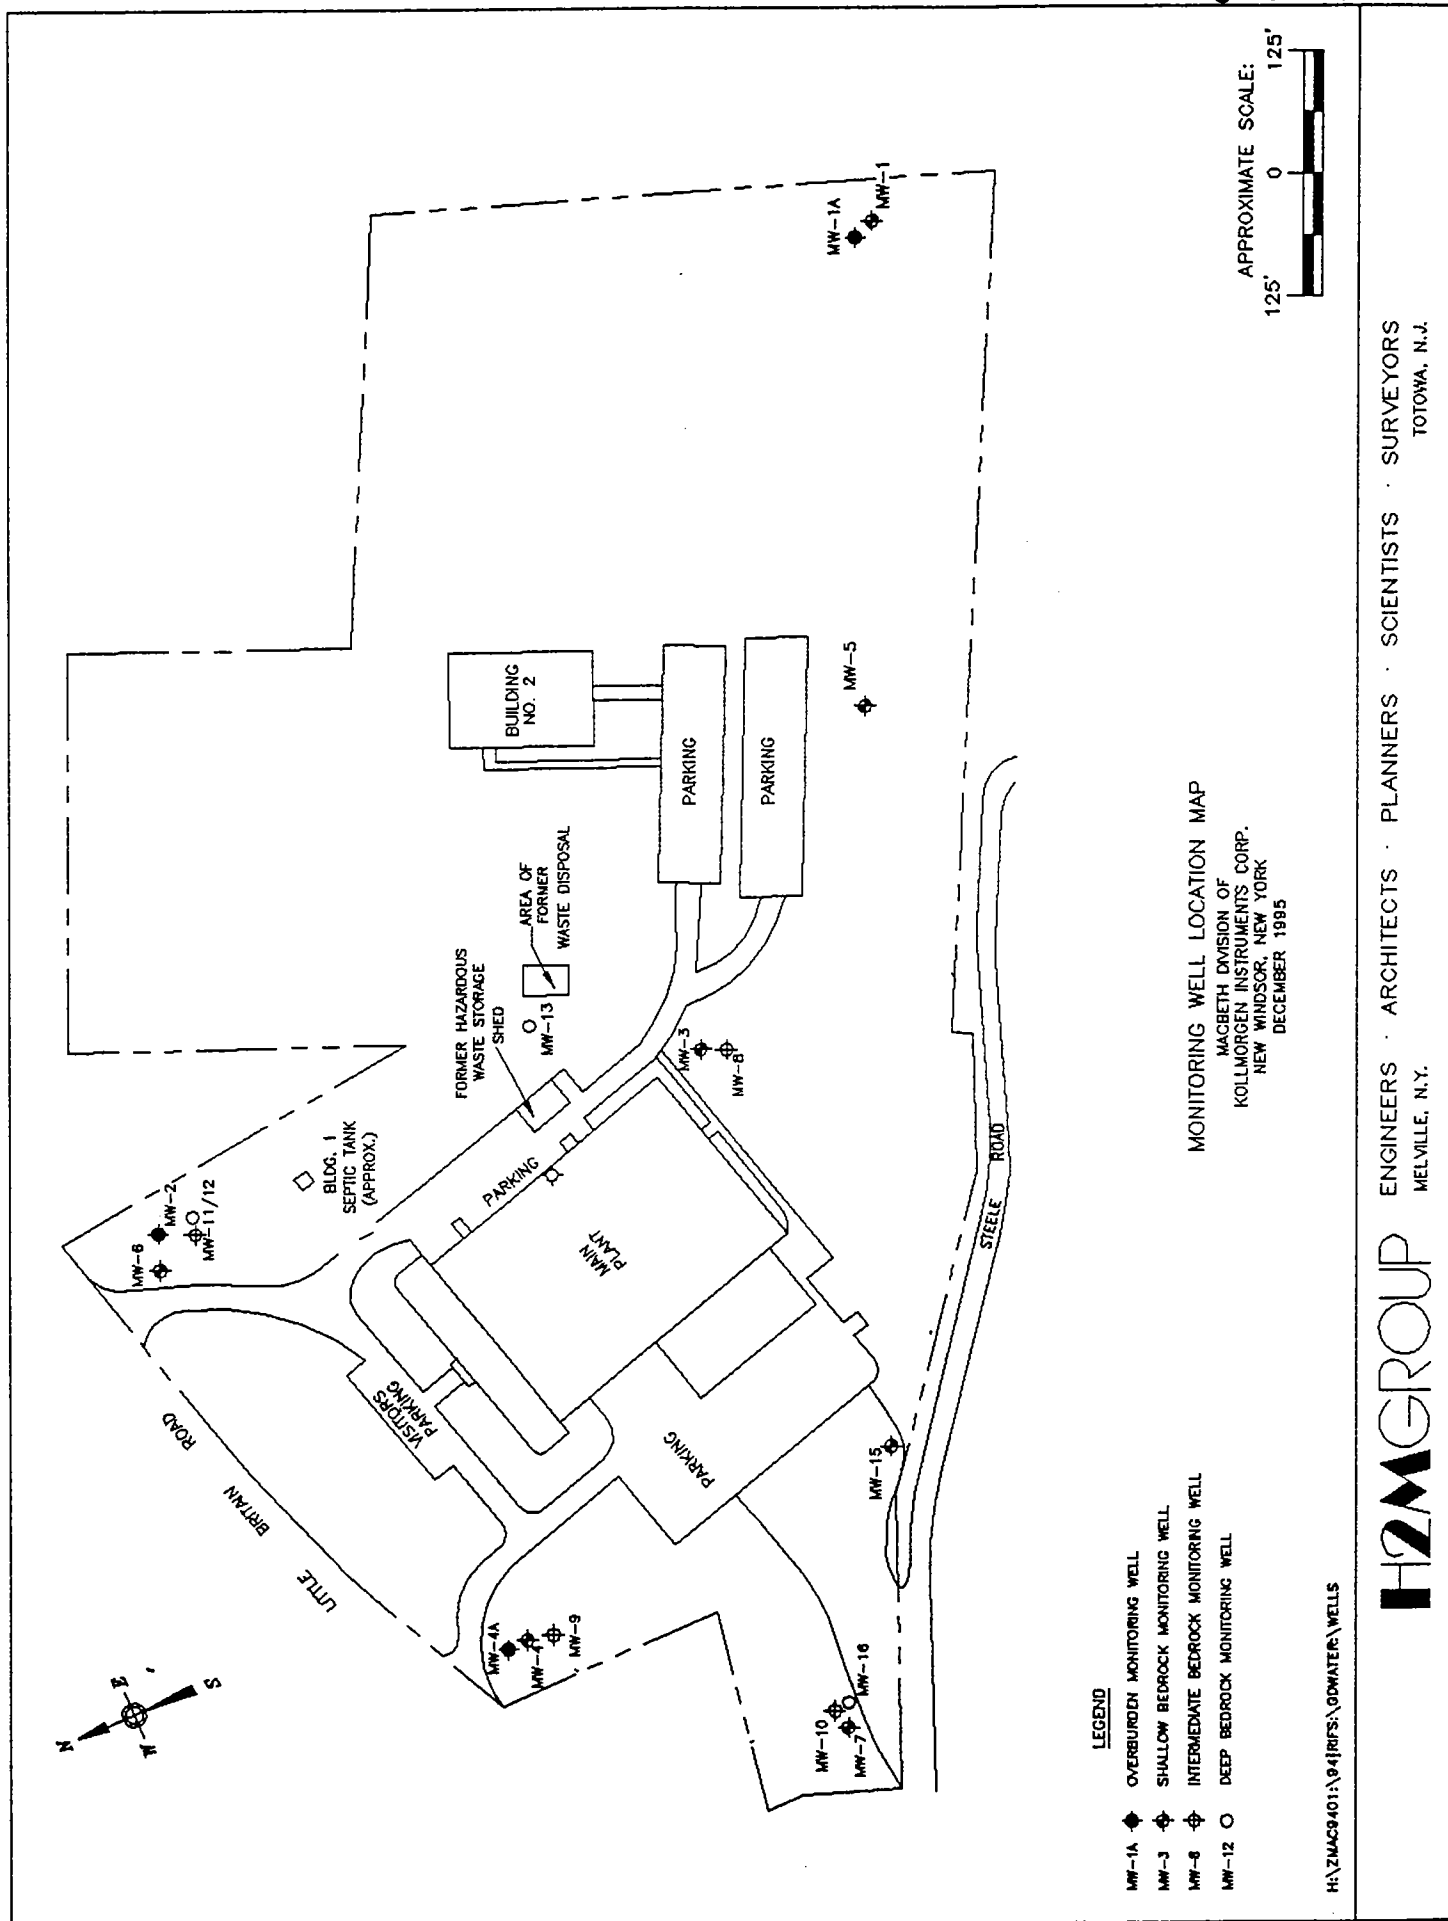 N
E
W
S
LITTLE
BRITAIN
ROAD
MW-6
MW-2
MW-11/12
BLDG. 1
SEPTIC TANK
(APPROX.)
FORMER HAZARDOUS
WASTE STORAGE
SHED
MW-13
AREA OF
FORMER
WASTE DISPOSAL
BUILDING
NO. 2
PARKING
PARKING
MW-5
MW-1A
MW-1
VISITORS
PARKING
PARKING
MAIN
PLANT
MW-3
MW-8
PARKING
MW-4A
MW-4
MW-9
MW-10
MW-7
MW-16
MW-15
STEELE
ROAD
APPROXIMATE SCALE:
125'
0
125'
LEGEND
MW-1A OVERBURDEN MONITORING WELL
MW-3 SHALLOW BEDROCK MONITORING WELL
MW-8 INTERMEDIATE BEDROCK MONITORING WELL
MW-12 DEEP BEDROCK MONITORING WELL
MONITORING WELL LOCATION MAP
MACBETH DIVISION OF
KOLLMORGEN INSTRUMENTS CORP.
NEW WINDSOR, NEW YORK
DECEMBER 1995
H2MGROUP
ENGINEERS · ARCHITECTS · PLANNERS · SCIENTISTS · SURVEYORS
MELVILLE, N.Y.
TOTOWA, N.J.